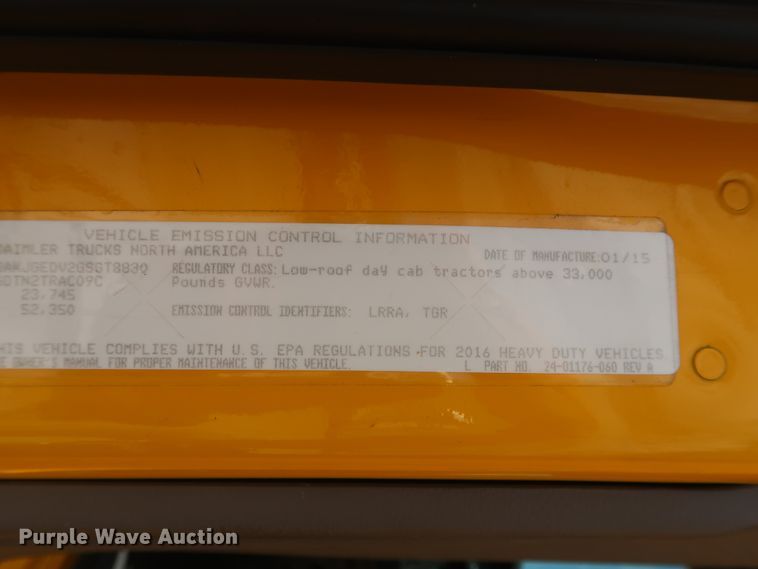 VEHICLE EMISSION CONTROL INFORMATION
DAIMLER TRUCKS NORTH AMERICA LLC DATE OF MANUFACTURE: 01/15
REGULATORY CLASS: Low-roof day cab tractors above 33,000
Pounds GVWR.
23,745
52,350 EMISSION CONTROL IDENTIFIERS: LRRA, TGR
HIS VEHICLE COMPLIES WITH U.S. EPA REGULATIONS FOR 2016 HEAVY DUTY VEHICLES
OWNER'S MANUAL FOR PROPER MAINTENANCE OF THIS VEHICLE. L PART NO. 24-01176-060 REV A
Purple Wave Auction